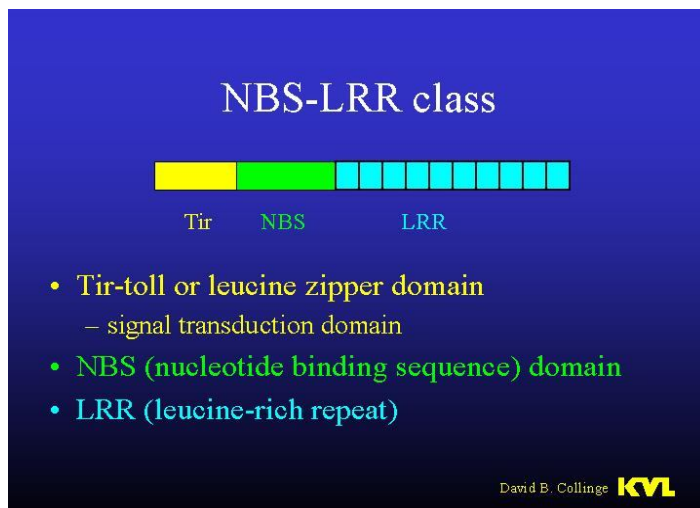 NBS-LRR class
Tir NBS LRR
• Tir-toll or leucine zipper domain
– signal transduction domain
• NBS (nucleotide binding sequence) domain
• LRR (leucine-rich repeat)
David B. Collinge KVL